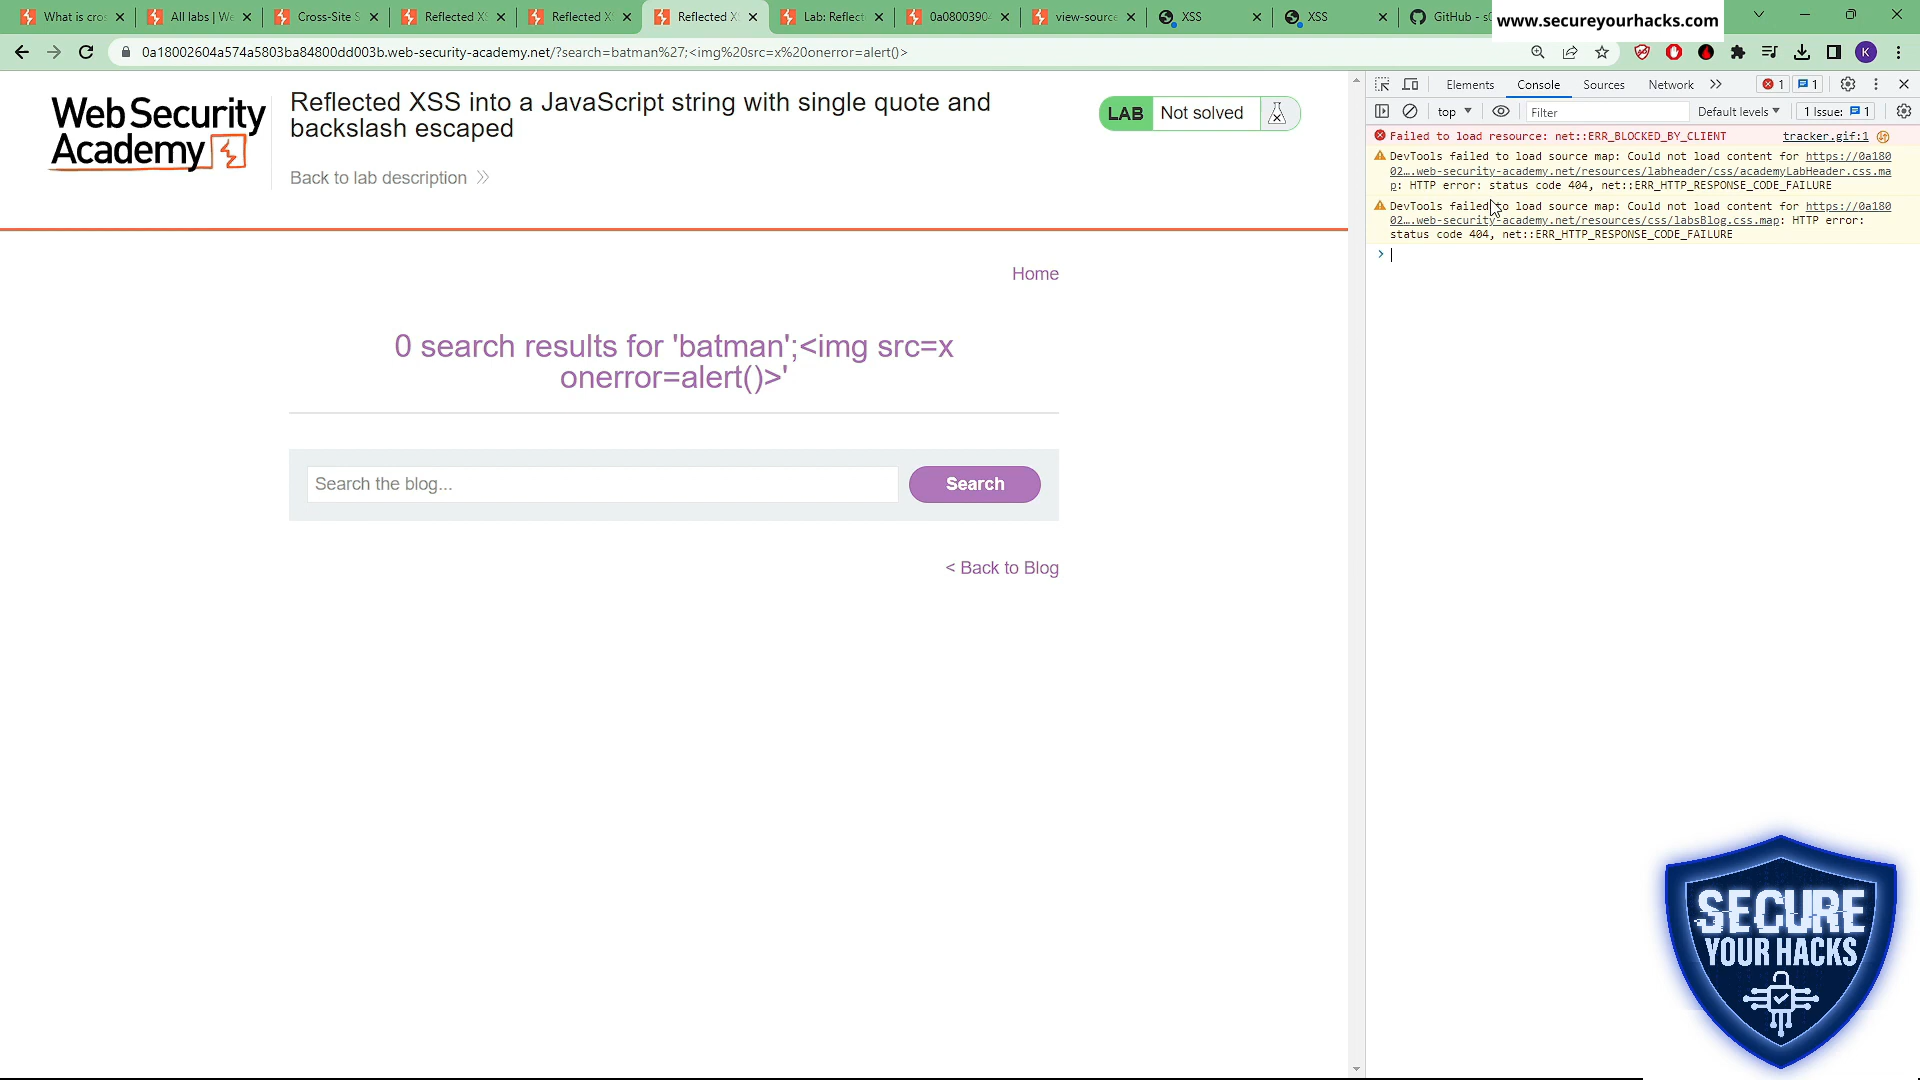 What is cros
All labs | We
Cross-Site S
Reflected XS
Reflected XS
Reflected X
Lab: Reflect
0a0800390
view-source
XSS
XSS
GitHub - s0
www.secureyourhacks.com
0a18002604a574a5803ba84800dd003b.web-security-academy.net/?search=batman%27;<img%20src=x%20onerror=alert()>
K
Web Security
Academy
Reflected XSS into a JavaScript string with single quote and
backslash escaped
Back to lab description
LAB
Not solved
Home
0 search results for 'batman';<img src=x
onerror=alert()>'
Search the blog...
Search
< Back to Blog
Elements
Console
Sources
Network
1
1
top
Filter
Default levels
1 Issue: 1
Failed to load resource: net::ERR_BLOCKED_BY_CLIENT
tracker.gif:1
DevTools failed to load source map: Could not load content for https://0a180
02….web-security-academy.net/resources/labheader/css/academyLabHeader.css.ma
p: HTTP error: status code 404, net::ERR_HTTP_RESPONSE_CODE_FAILURE
DevTools failed to load source map: Could not load content for https://0a180
02….web-security-academy.net/resources/css/labsBlog.css.map: HTTP error:
status code 404, net::ERR_HTTP_RESPONSE_CODE_FAILURE
SECURE
YOUR HACKS